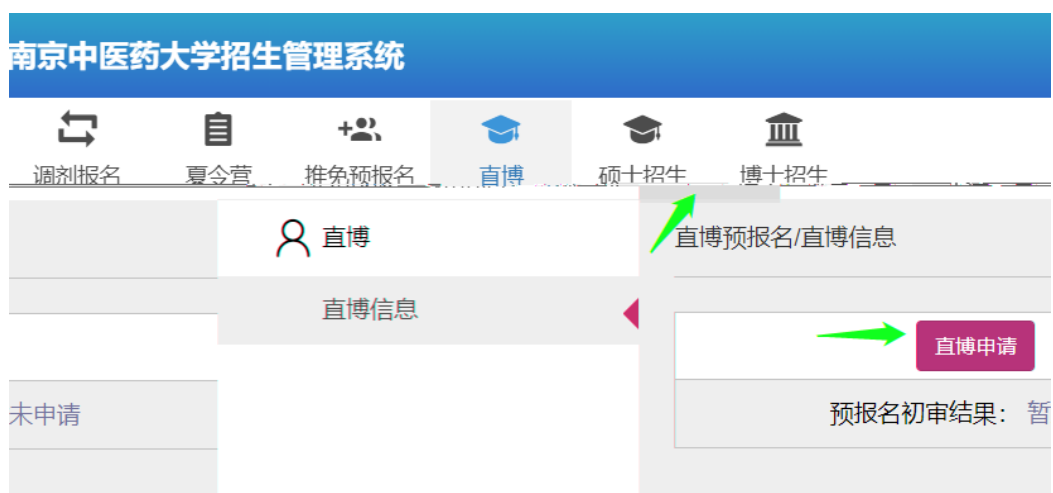 南京中医药大学招生管理系统
调剂报名 夏令营 推免预报名 直博 硕士招生 博士招生
直博 直博预报名/直博信息
直博信息
直博申请
未申请 预报名初审结果： 暂